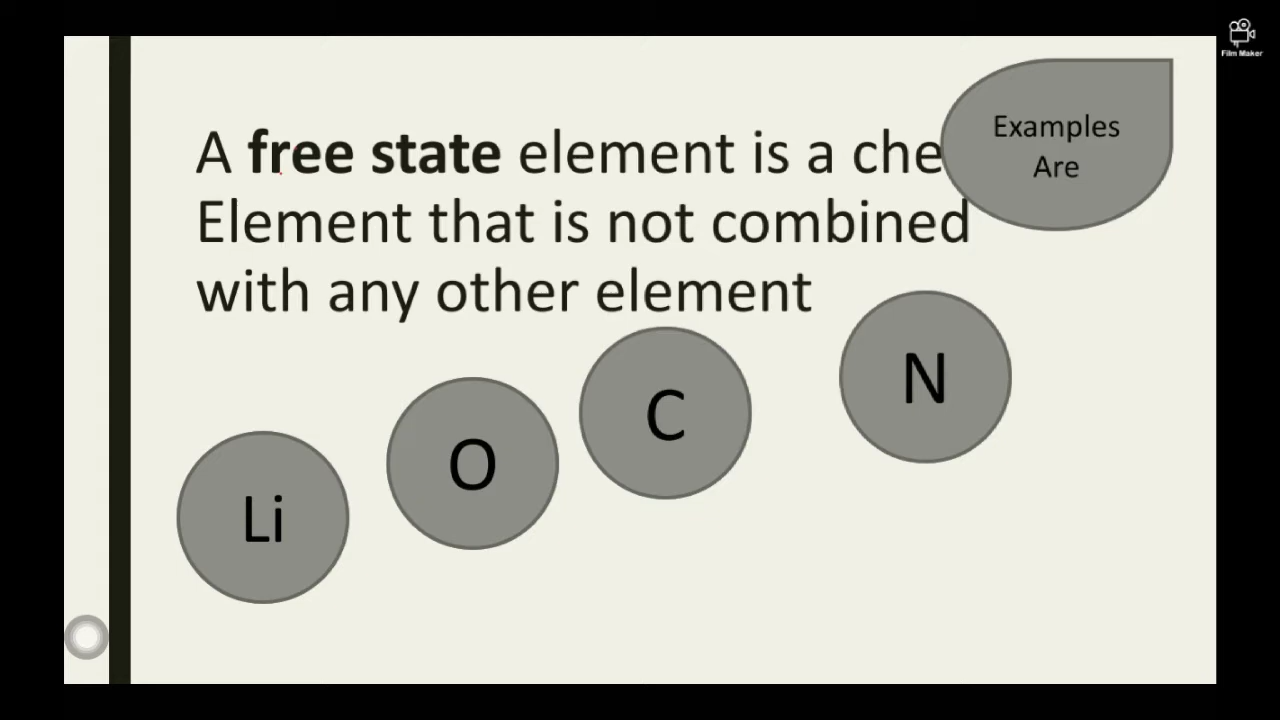 A free state element is a che
Element that is not combined
with any other element
Examples
Are
Li
O
C
N
Film Maker